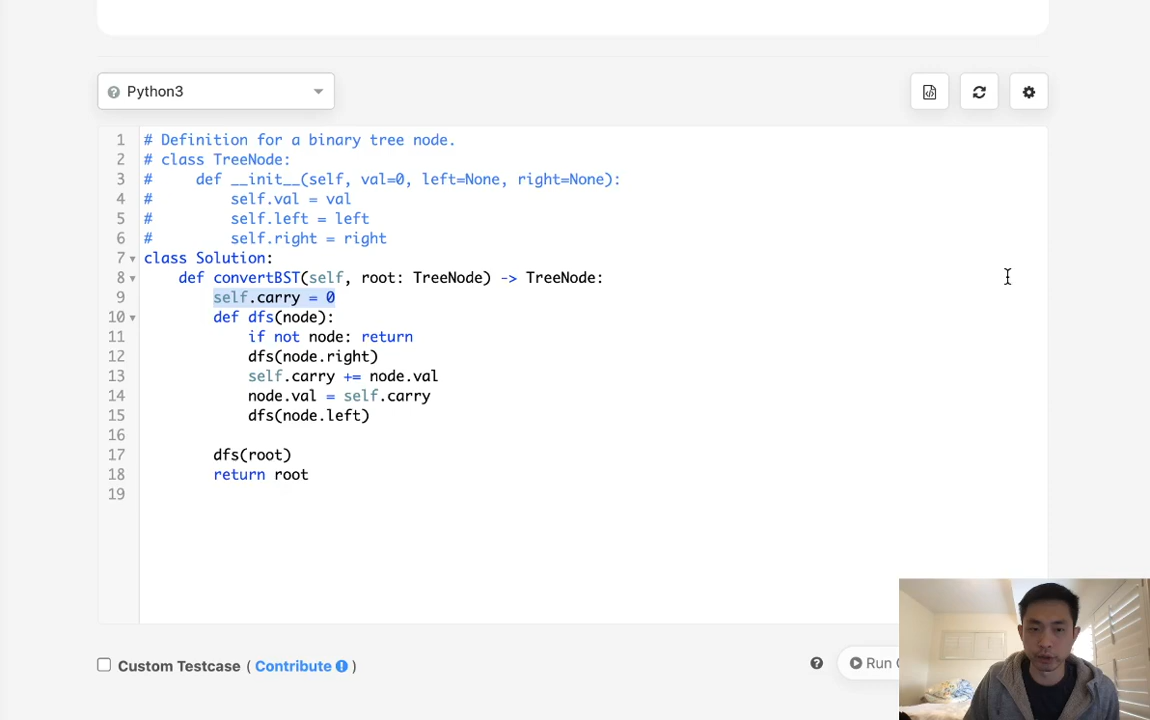 Python3
1 # Definition for a binary tree node.
2 # class TreeNode:
3 #     def __init__(self, val=0, left=None, right=None):
4 #         self.val = val
5 #         self.left = left
6 #         self.right = right
7 class Solution:
8     def convertBST(self, root: TreeNode) -> TreeNode:
9         self.carry = 0
10         def dfs(node):
11             if not node: return
12             dfs(node.right)
13             self.carry += node.val
14             node.val = self.carry
15             dfs(node.left)
16
17         dfs(root)
18         return root
19
Custom Testcase ( Contribute ) Run